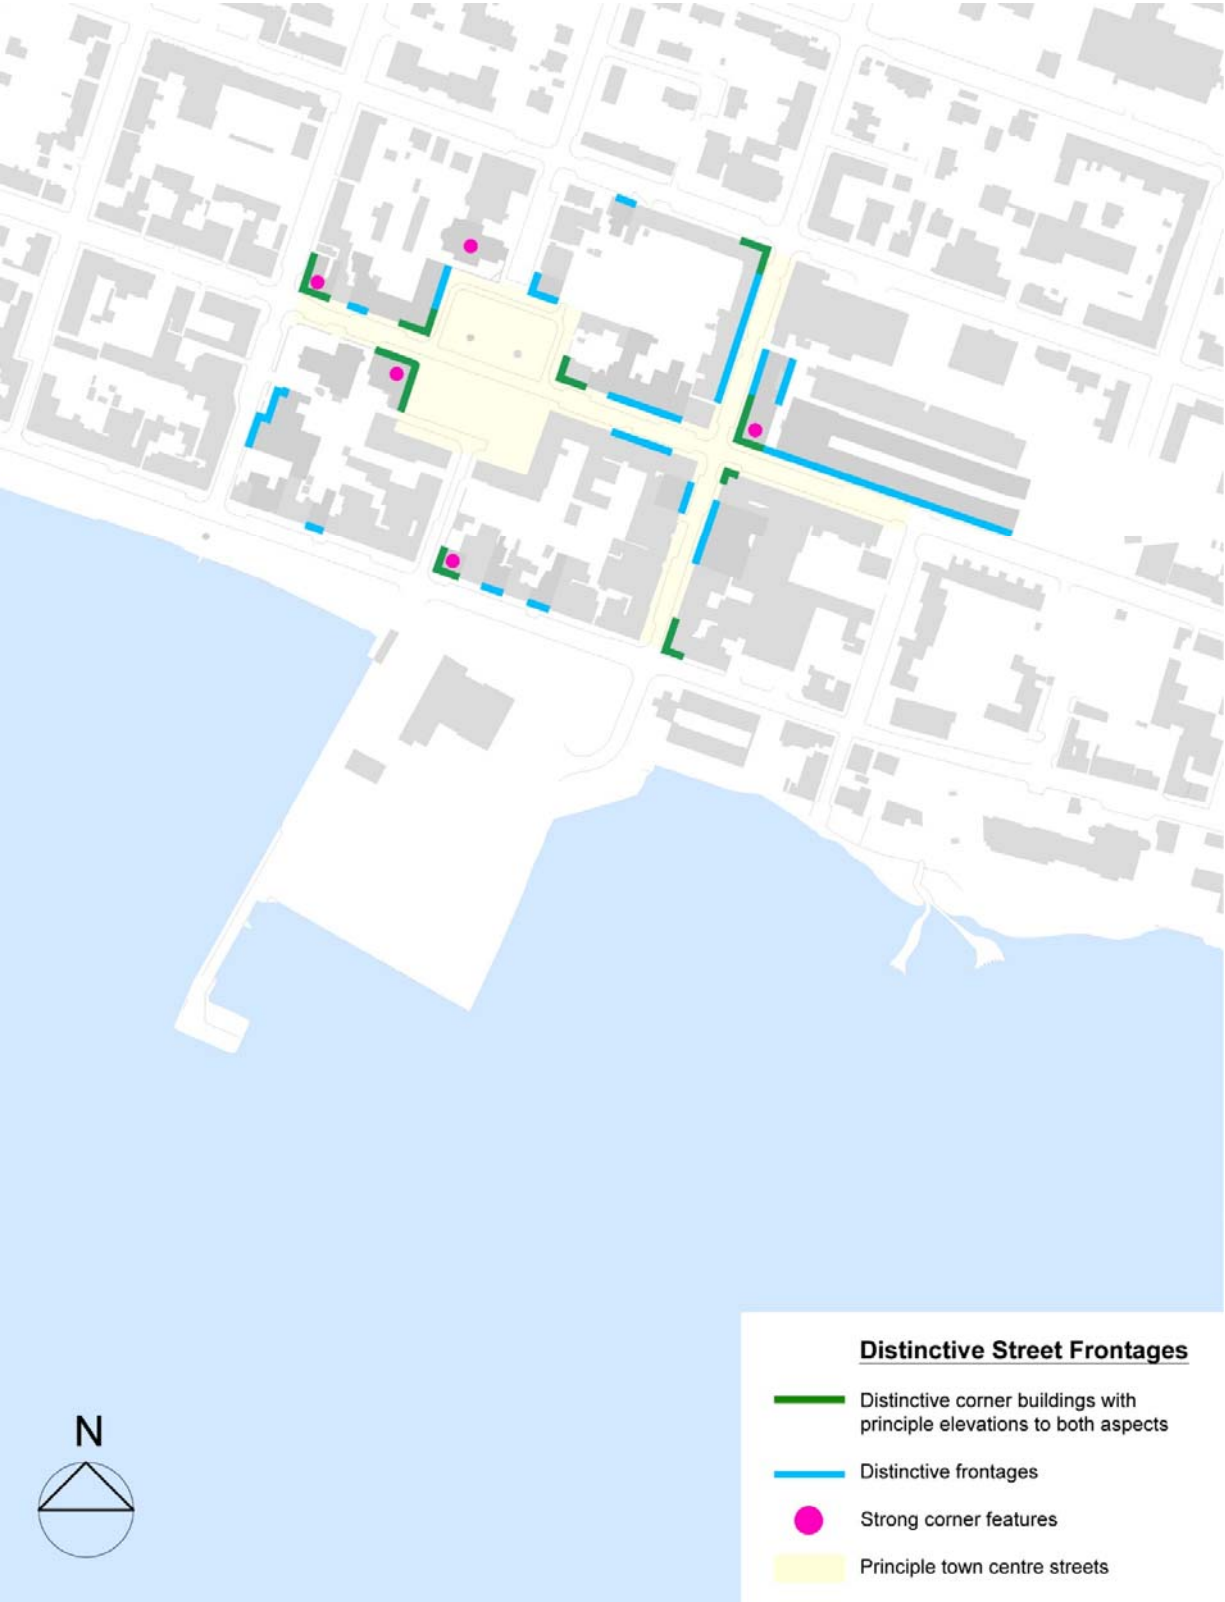 Distinctive Street Frontages
Distinctive corner buildings with
principle elevations to both aspects
Distinctive frontages
Strong corner features
Principle town centre streets
N